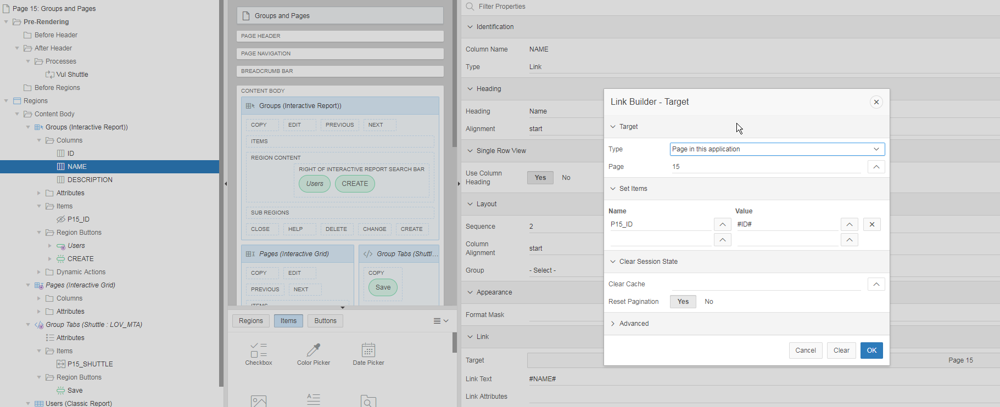 Page 15: Groups and Pages
Pre-Rendering
Before Header
After Header
Processes
Vul Shuttle
Before Regions
Regions
Content Body
Groups (Interactive Report))
Columns
ID
NAME
DESCRIPTION
Attributes
Items
P15_ID
Region Buttons
Users
CREATE
Dynamic Actions
Pages (Interactive Grid)
Columns
Attributes
Group Tabs (Shuttle : LOV_MTA)
Attributes
Items
P15_SHUTTLE
Region Buttons
Save
Users (Classic Report)
Groups and Pages
PAGE HEADER
PAGE NAVIGATION
BREADCRUMB BAR
CONTENT BODY
Groups (Interactive Report))
COPY EDIT PREVIOUS NEXT
ITEMS
REGION CONTENT
RIGHT OF INTERACTIVE REPORT SEARCH BAR
Users CREATE
SUB REGIONS
CLOSE HELP DELETE CHANGE CREATE
Pages (Interactive Grid)
COPY EDIT
PREVIOUS NEXT
ITEMS
Group Tabs (Shuttl...
COPY
Save
Regions Items Buttons
Checkbox Color Picker Date Picker
Filter Properties
Identification
Column Name NAME
Type Link
Heading
Heading Name
Alignment start
Single Row View
Use Column Heading Yes No
Layout
Sequence 2
Column Alignment start
Group - Select -
Appearance
Format Mask
Link
Target Page 15
Link Text #NAME#
Link Attributes
Link Builder - Target
Target
Type Page in this application
Page 15
Set Items
Name Value
P15_ID #ID#
Clear Session State
Clear Cache
Reset Pagination Yes No
Advanced
Cancel Clear OK